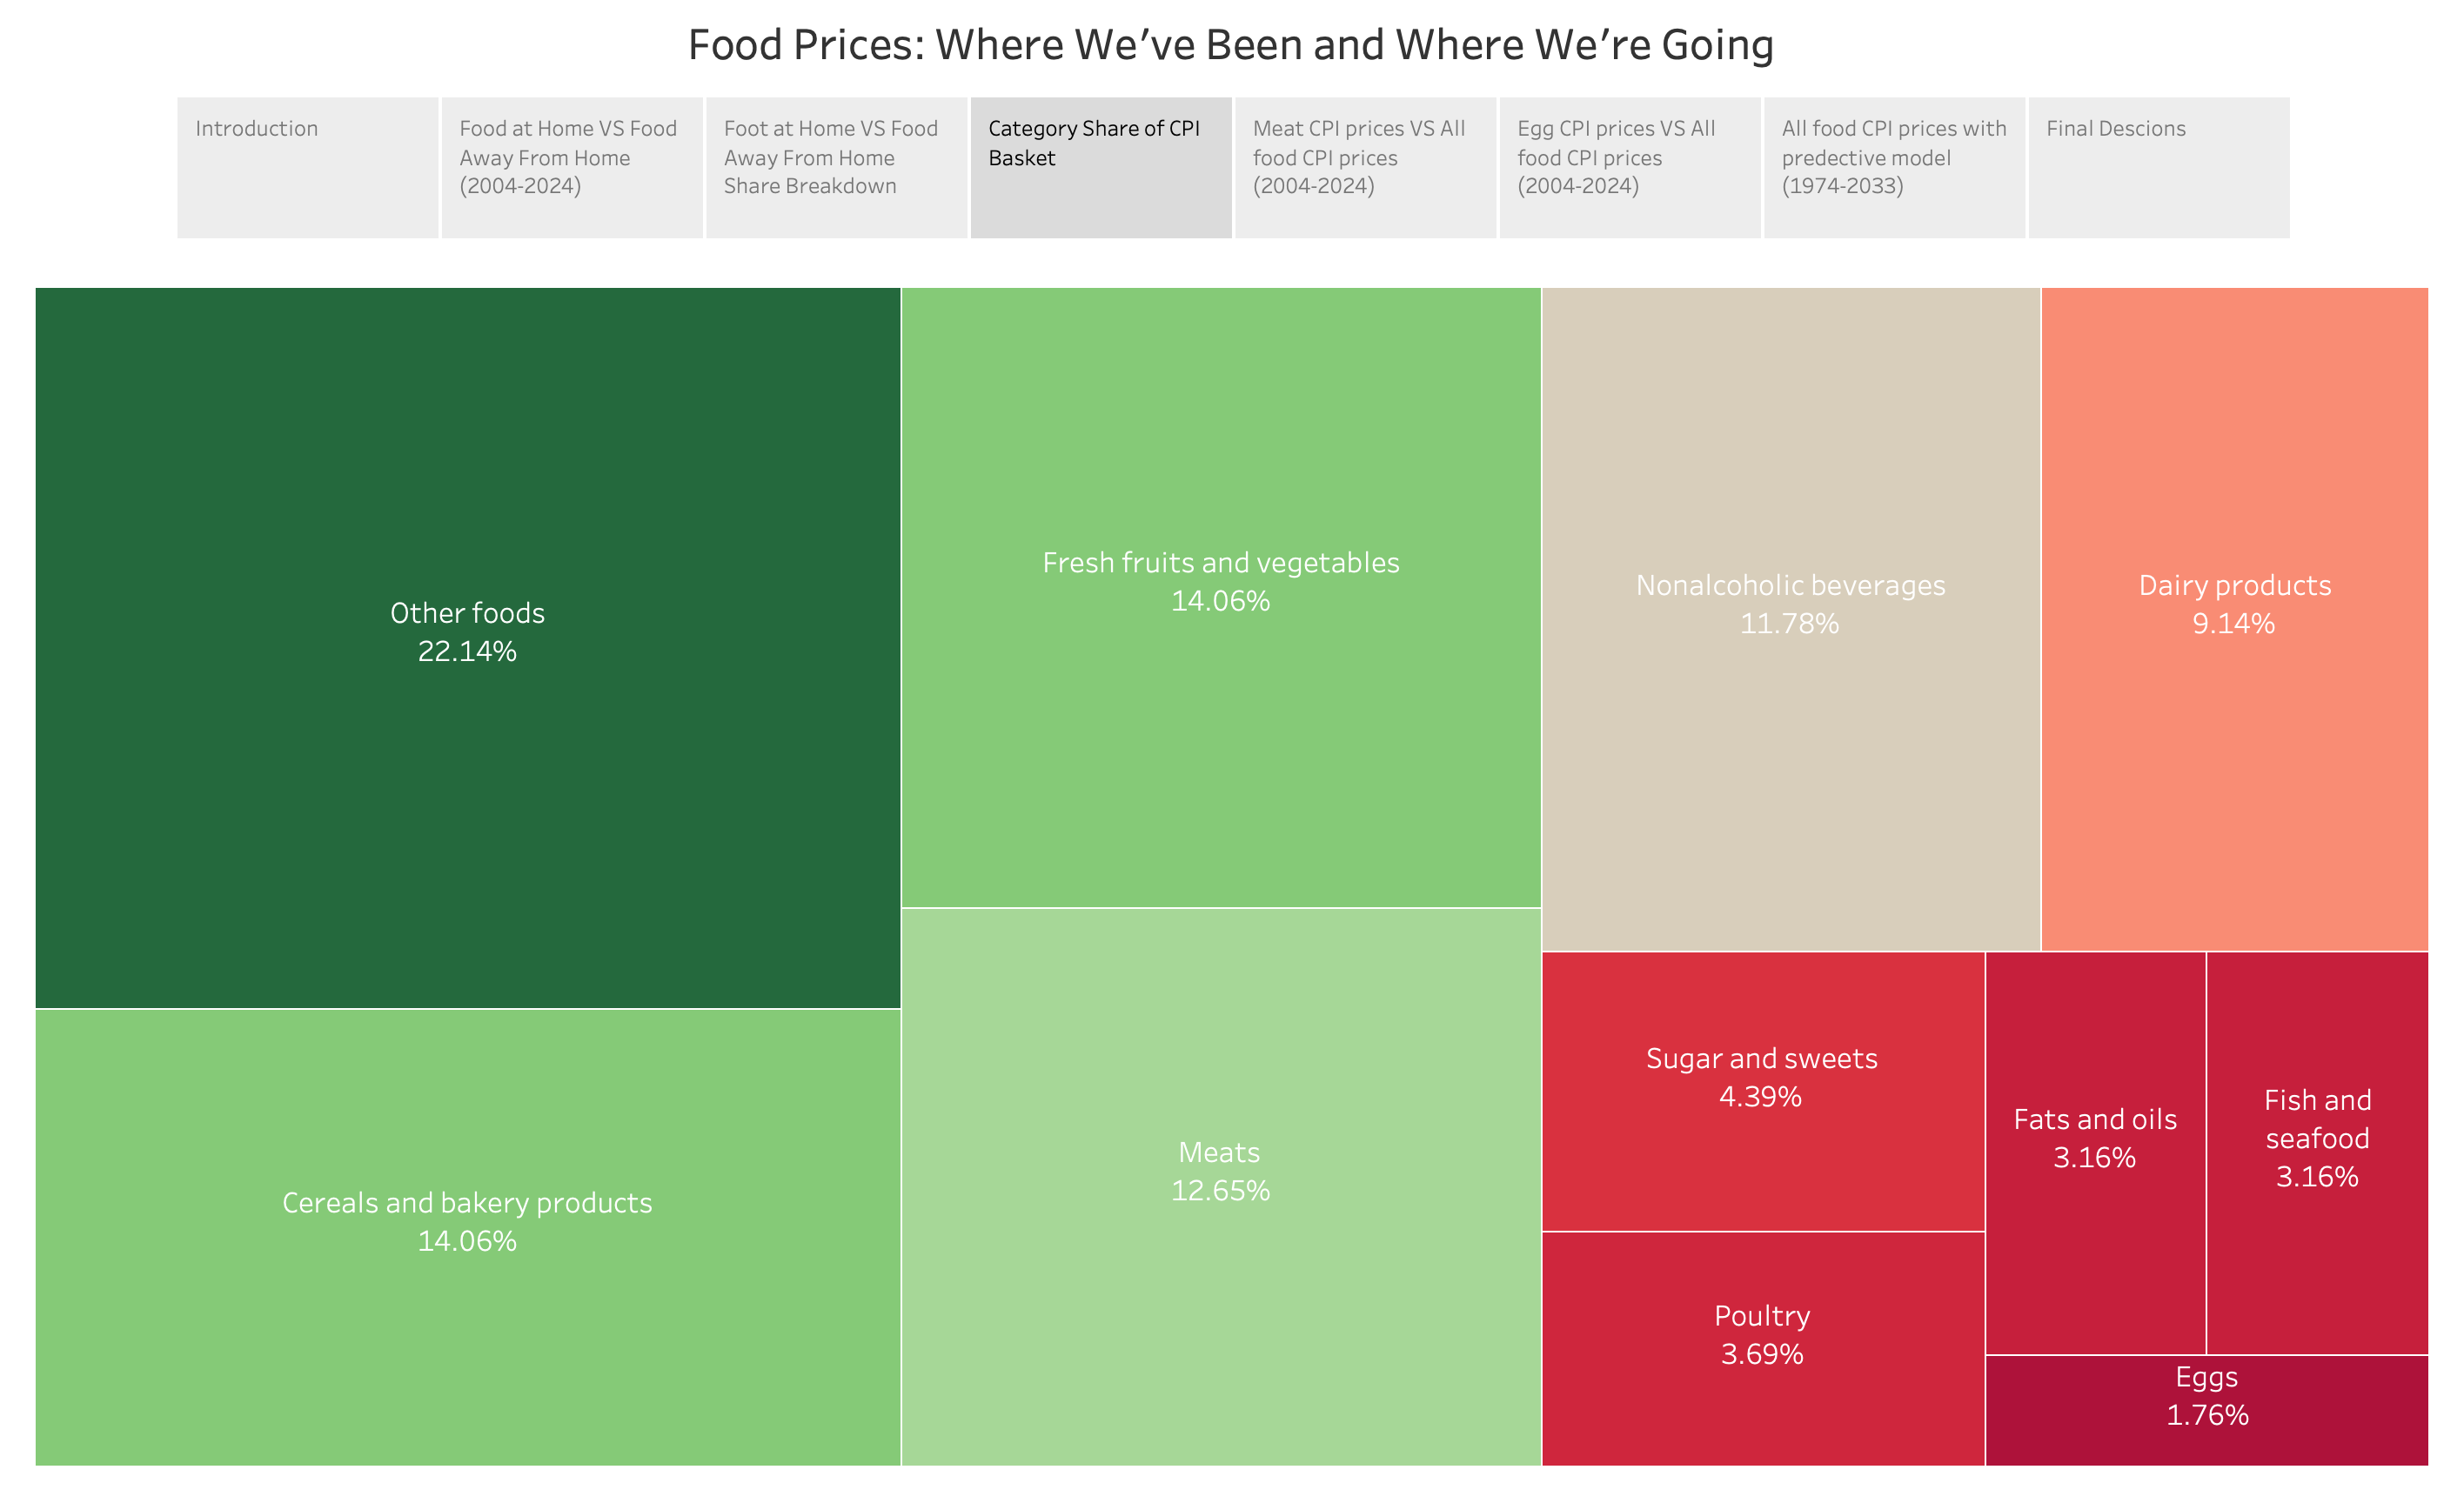 Food Prices: Where We’ve Been and Where We’re Going
Introduction
Food at Home VS Food
Away From Home
(2004-2024)
Foot at Home VS Food
Away From Home
Share Breakdown
Category Share of CPI
Basket
Meat CPI prices VS All
food CPI prices
(2004-2024)
Egg CPI prices VS All
food CPI prices
(2004-2024)
All food CPI prices with
predective model
(1974-2033)
Final Descions
Other foods
22.14%
Cereals and bakery products
14.06%
Fresh fruits and vegetables
14.06%
Meats
12.65%
Nonalcoholic beverages
11.78%
Dairy products
9.14%
Sugar and sweets
4.39%
Poultry
3.69%
Fats and oils
3.16%
Fish and
seafood
3.16%
Eggs
1.76%